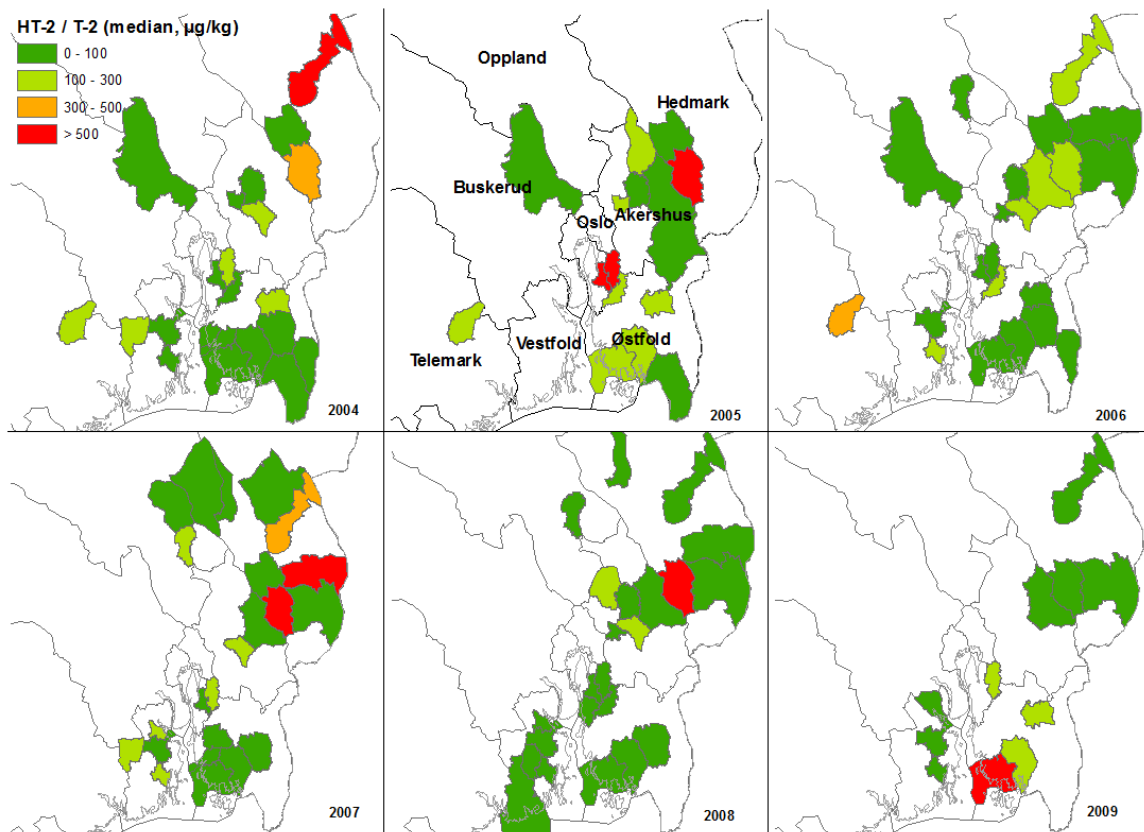 HT-2 / T-2 (median, µg/kg)
0 - 100
100 - 300
300 - 500
> 500
2004
Oppland
Hedmark
Buskerud
Oslo
Akershus
Vestfold
Østfold
Telemark
2005
2006
2007
2008
2009